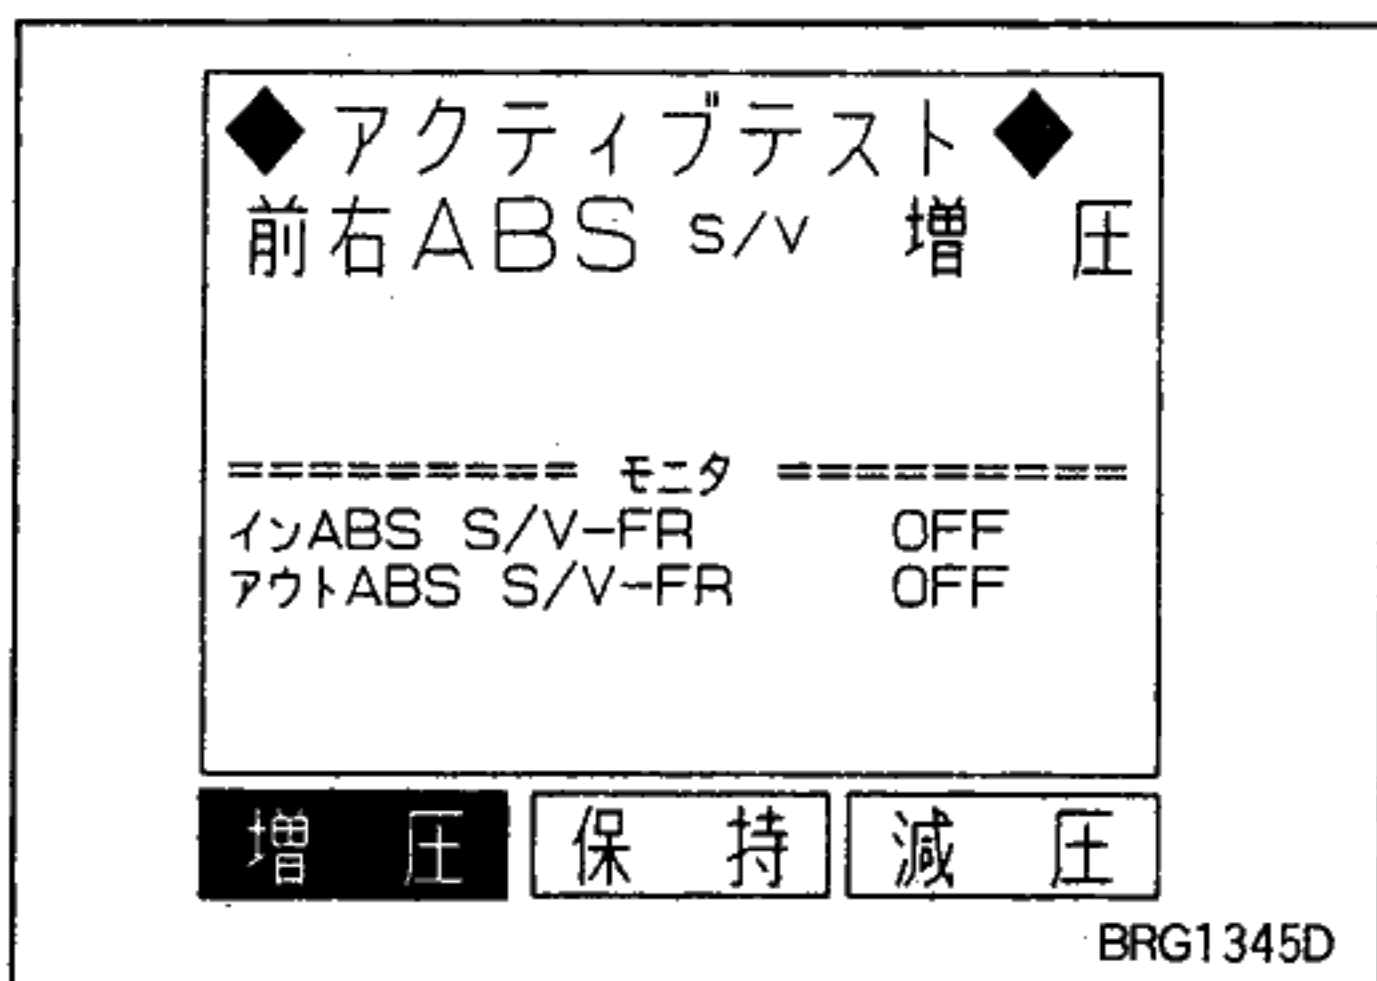 ◆アクティブテスト◆
前右ABS S/V 増 圧
========= モニタ =========
インABS S/V-FR OFF
アウトABS S/V-FR OFF
増 圧 保 持 減 圧
BRG1345D